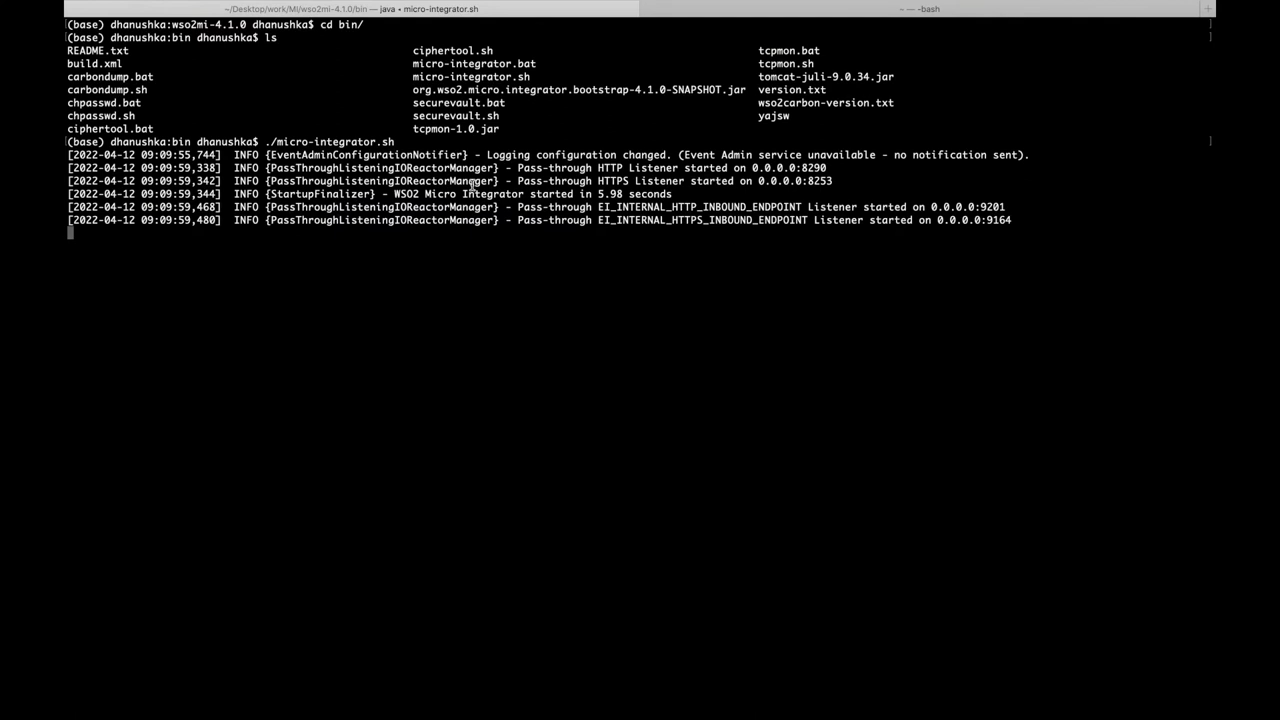 ~/Desktop/work/MI/wso2mi-4.1.0/bin — java • micro-integrator.sh
~ — -bash
+
(base) dhanushka:wso2mi-4.1.0 dhanushka$ cd bin/
(base) dhanushka:bin dhanushka$ ls
README.txt ciphertool.sh tcpmon.bat
build.xml micro-integrator.bat tcpmon.sh
carbondump.bat micro-integrator.sh tomcat-juli-9.0.34.jar
carbondump.sh org.wso2.micro.integrator.bootstrap-4.1.0-SNAPSHOT.jar version.txt
chpasswd.bat securevault.bat wso2carbon-version.txt
chpasswd.sh securevault.sh yajsw
ciphertool.bat tcpmon-1.0.jar
(base) dhanushka:bin dhanushka$ ./micro-integrator.sh
[2022-04-12 09:09:55,744]  INFO {EventAdminConfigurationNotifier} - Logging configuration changed. (Event Admin service unavailable - no notification sent).
[2022-04-12 09:09:59,338]  INFO {PassThroughListeningIOReactorManager} - Pass-through HTTP Listener started on 0.0.0.0:8290
[2022-04-12 09:09:59,342]  INFO {PassThroughListeningIOReactorManager} - Pass-through HTTPS Listener started on 0.0.0.0:8253
[2022-04-12 09:09:59,344]  INFO {StartupFinalizer} - WSO2 Micro Integrator started in 5.98 seconds
[2022-04-12 09:09:59,468]  INFO {PassThroughListeningIOReactorManager} - Pass-through EI_INTERNAL_HTTP_INBOUND_ENDPOINT Listener started on 0.0.0.0:9201
[2022-04-12 09:09:59,480]  INFO {PassThroughListeningIOReactorManager} - Pass-through EI_INTERNAL_HTTPS_INBOUND_ENDPOINT Listener started on 0.0.0.0:9164